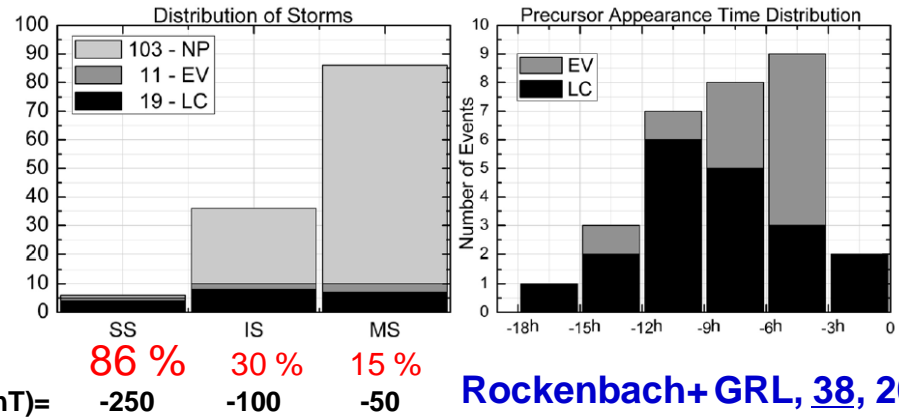 Distribution of Storms
100
90
80
70
60
50
40
30
20
10
0
103 - NP
11 - EV
19 - LC
SS IS MS
86 % 30 % 15 %
nT)= -250 -100 -50
Precursor Appearance Time Distribution
Number of Events
10
9
8
7
6
5
4
3
2
1
0
EV
LC
-18h -15h -12h -9h -6h -3h 0
Rockenbach+ GRL, 38, 20